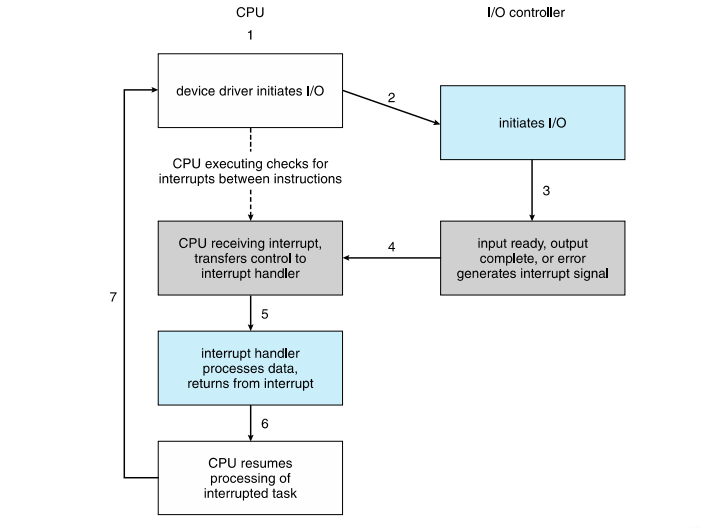 CPU
I/O controller
1
device driver initiates I/O
2
initiates I/O
CPU executing checks for
interrupts between instructions
3
CPU receiving interrupt,
transfers control to
interrupt handler
4
input ready, output
complete, or error
generates interrupt signal
7
5
interrupt handler
processes data,
returns from interrupt
6
CPU resumes
processing of
interrupted task